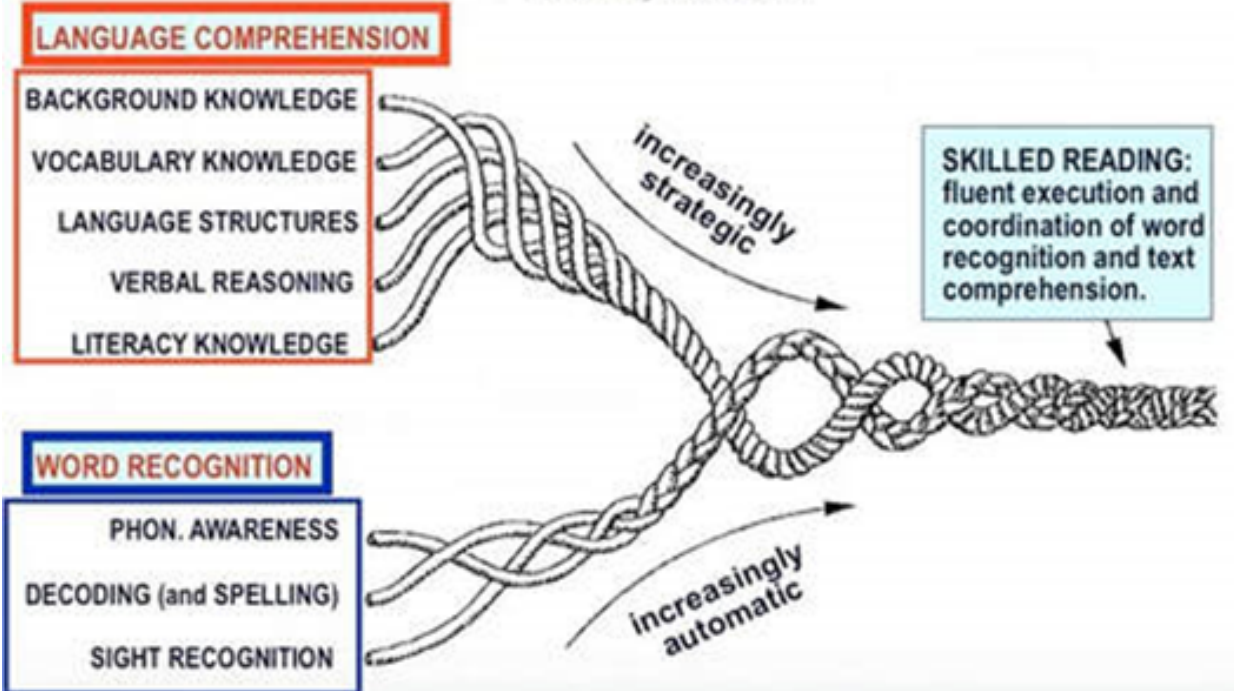 LANGUAGE COMPREHENSION
BACKGROUND KNOWLEDGE
VOCABULARY KNOWLEDGE
LANGUAGE STRUCTURES
VERBAL REASONING
LITERACY KNOWLEDGE
WORD RECOGNITION
PHON. AWARENESS
DECODING (and SPELLING)
SIGHT RECOGNITION
increasingly
strategic
increasingly
automatic
SKILLED READING:
fluent execution and
coordination of word
recognition and text
comprehension.